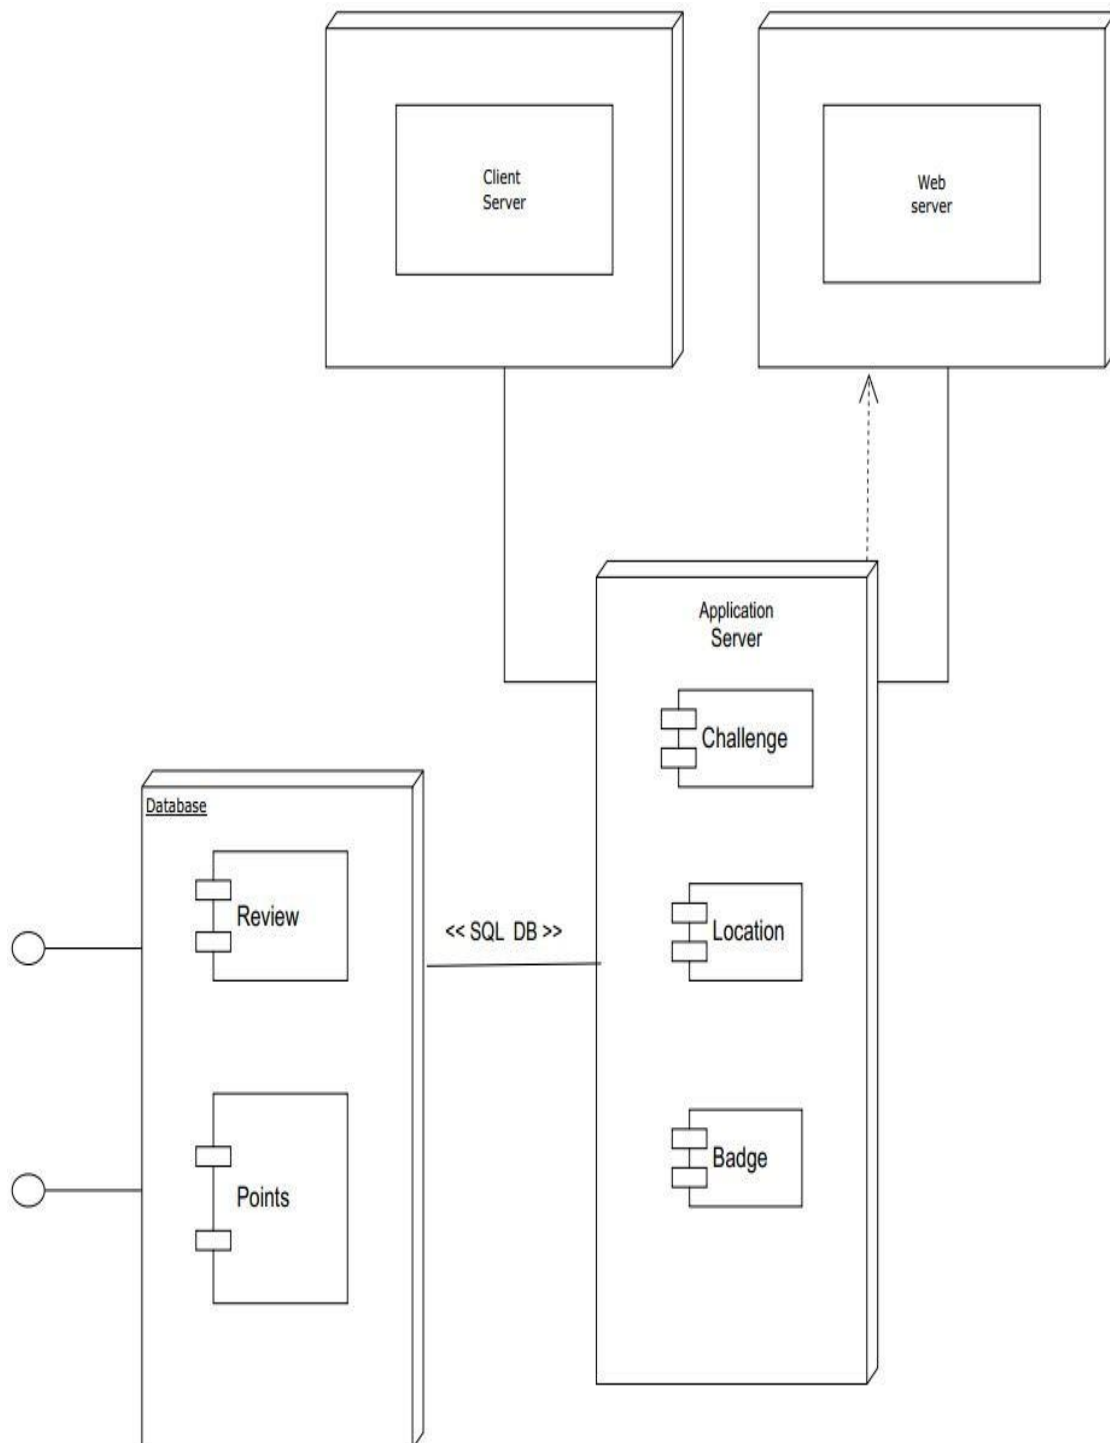 Client
Server
Web
server
Application
Server
Challenge
Database
Review
<< SQL  DB >>
Location
Badge
Points